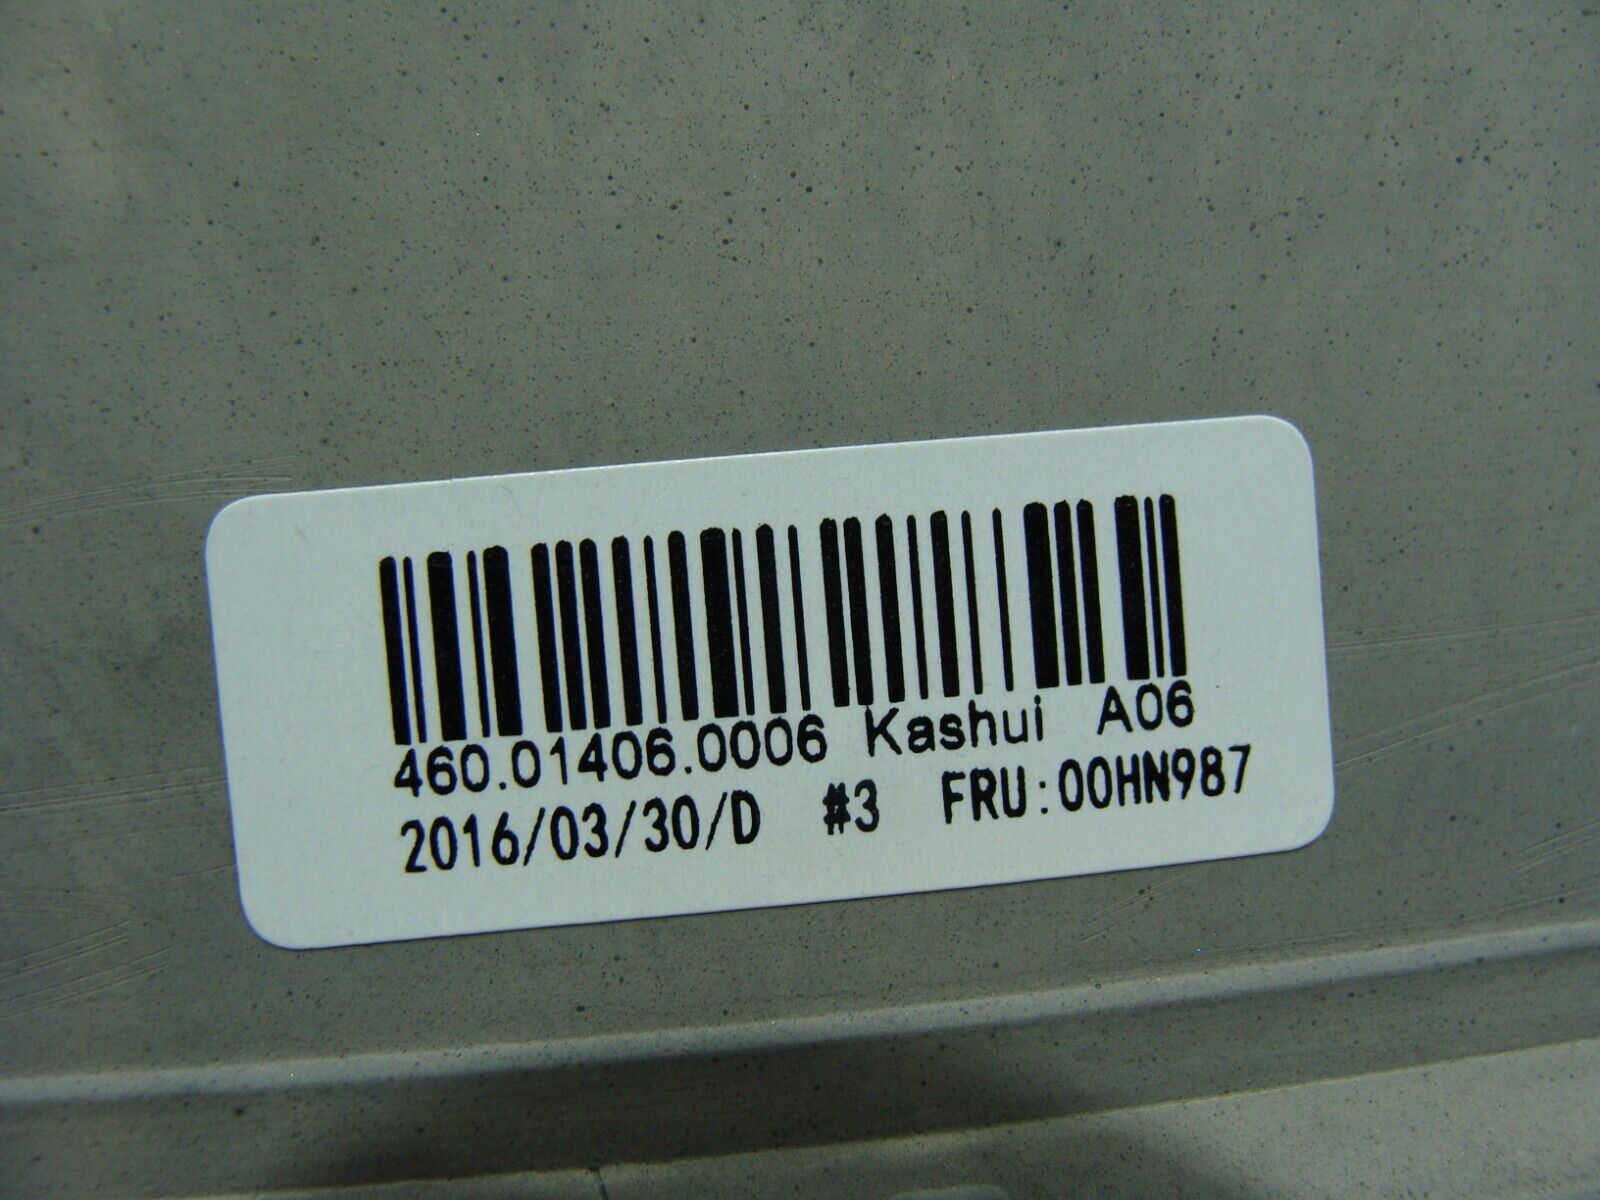 460.01406.0006 Kashui A06
2016/03/30/D #3 FRU:00HN987